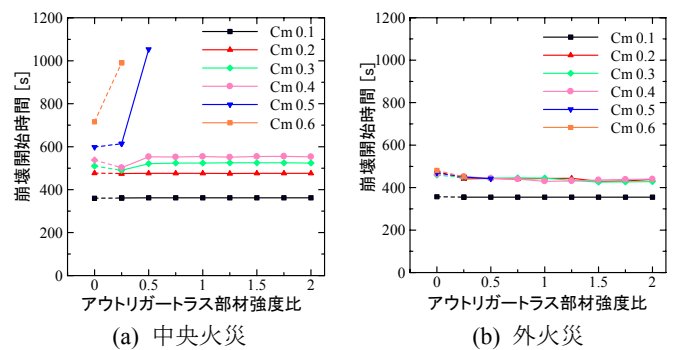 (a)
1200
1000
800
600
400
200
0
崩壊開始時間 [s]
Cm 0.1
Cm 0.2
Cm 0.3
Cm 0.4
Cm 0.5
Cm 0.6
0 0.5 1 1.5 2
アウトリガートラス部材強度比
(a) 中央火災
(b)
1200
1000
800
600
400
200
0
崩壊開始時間 [s]
Cm 0.1
Cm 0.2
Cm 0.3
Cm 0.4
Cm 0.5
Cm 0.6
0 0.5 1 1.5 2
アウトリガートラス部材強度比
(b) 外火災